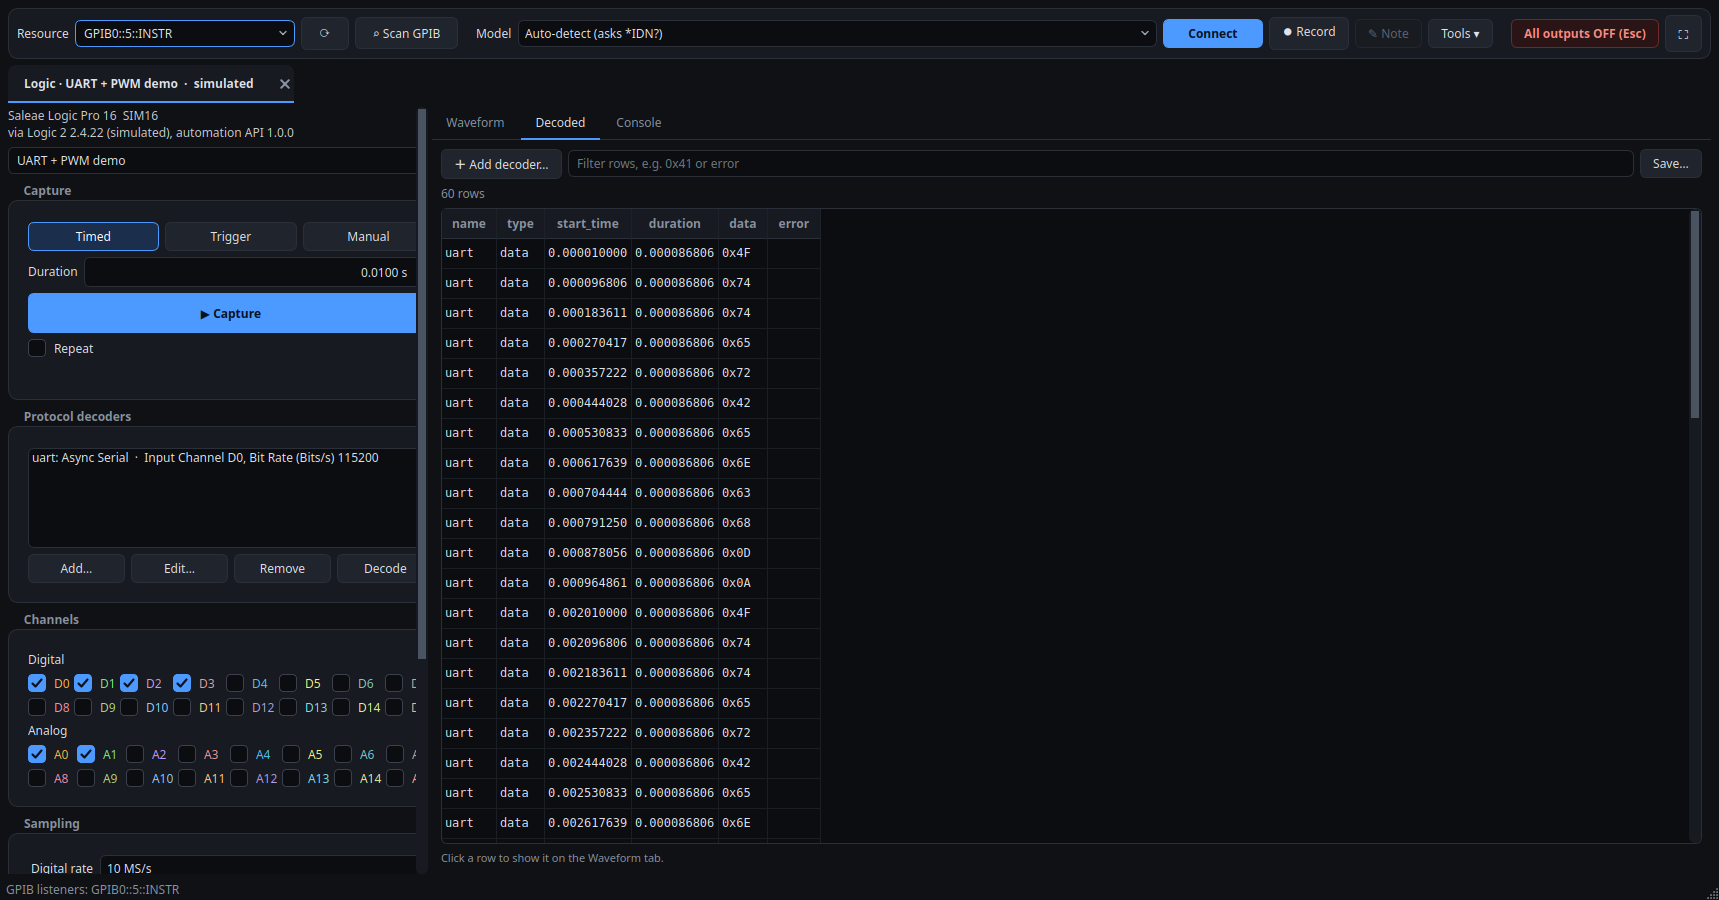 Resource GPIB0::5::INSTR ⟳ ⌕ Scan GPIB Model Auto-detect (asks *IDN?) Connect ● Record ✎ Note Tools ▾ All outputs OFF (Esc) ⛶
Logic · UART + PWM demo · simulated ✕
Saleae Logic Pro 16 SIM16
via Logic 2 2.4.22 (simulated), automation API 1.0.0
UART + PWM demo
Capture
Timed Trigger Manual
Duration 0.0100 s
▶ Capture
Repeat
Protocol decoders
uart: Async Serial · Input Channel D0, Bit Rate (Bits/s) 115200
Add... Edit... Remove Decode
Channels
Digital
D0 D1 D2 D3 D4 D5 D6
D8 D9 D10 D11 D12 D13 D14
Analog
A0 A1 A2 A3 A4 A5 A6
A8 A9 A10 A11 A12 A13 A14
Sampling
Digital rate 10 MS/s
Waveform Decoded Console
+ Add decoder... Filter rows, e.g. 0x41 or error Save...
60 rows
name type start_time duration data error
uart data 0.000010000 0.000086806 0x4F
uart data 0.000096806 0.000086806 0x74
uart data 0.000183611 0.000086806 0x74
uart data 0.000270417 0.000086806 0x65
uart data 0.000357222 0.000086806 0x72
uart data 0.000444028 0.000086806 0x42
uart data 0.000530833 0.000086806 0x65
uart data 0.000617639 0.000086806 0x6E
uart data 0.000704444 0.000086806 0x63
uart data 0.000791250 0.000086806 0x68
uart data 0.000878056 0.000086806 0x0D
uart data 0.000964861 0.000086806 0x0A
uart data 0.002010000 0.000086806 0x4F
uart data 0.002096806 0.000086806 0x74
uart data 0.002183611 0.000086806 0x74
uart data 0.002270417 0.000086806 0x65
uart data 0.002357222 0.000086806 0x72
uart data 0.002444028 0.000086806 0x42
uart data 0.002530833 0.000086806 0x65
uart data 0.002617639 0.000086806 0x6E
Click a row to show it on the Waveform tab.
GPIB listeners: GPIB0::5::INSTR